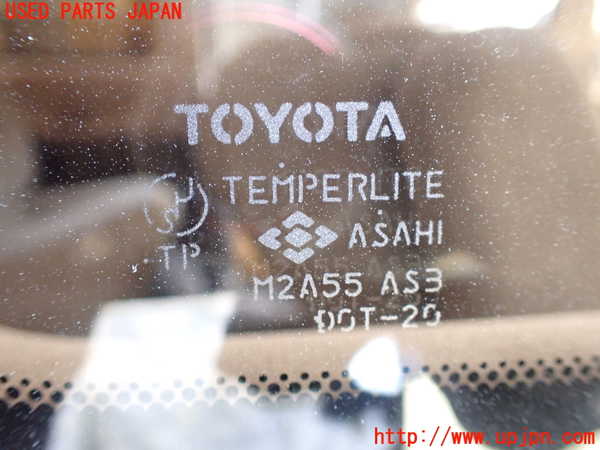 USED PARTS JAPAN
TOYOTA
TEMPERLITE
ASAHI
TP
M2A55 AS3
DOT-20
http://www.upjpn.com